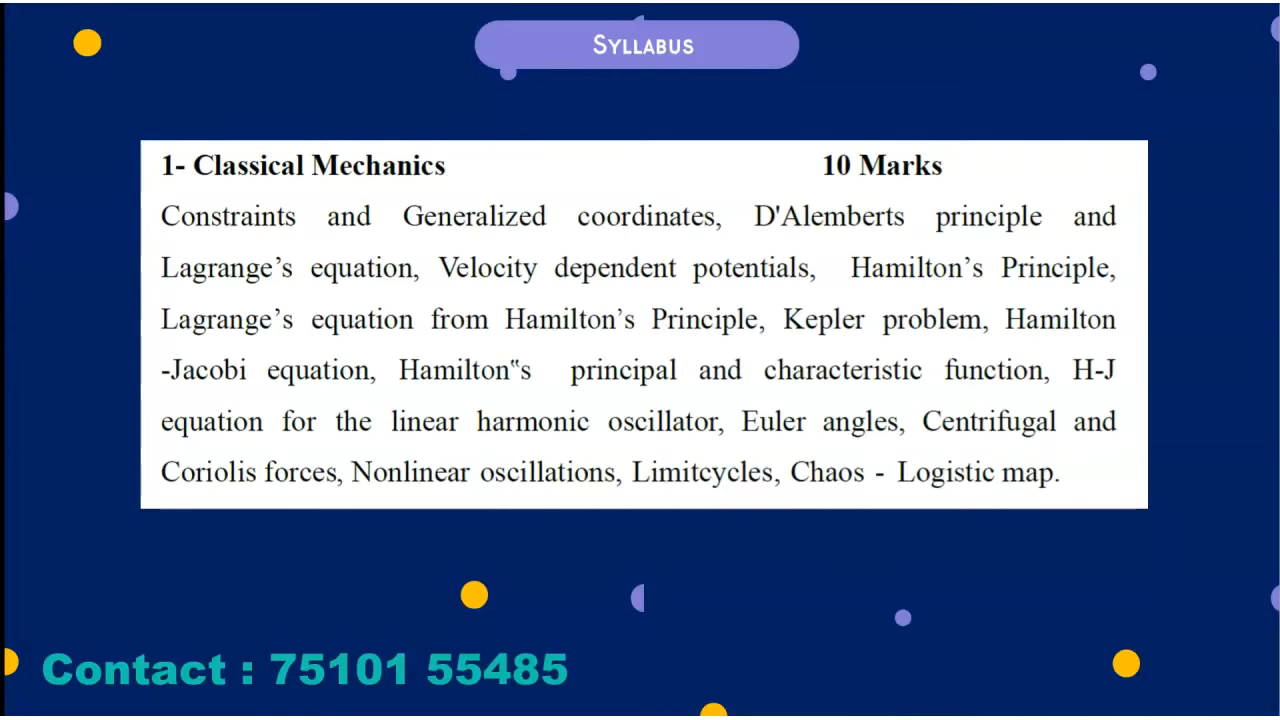 SYLLABUS
1- Classical Mechanics 10 Marks
Constraints and Generalized coordinates, D'Alemberts principle and
Lagrange’s equation, Velocity dependent potentials, Hamilton’s Principle,
Lagrange’s equation from Hamilton’s Principle, Kepler problem, Hamilton
-Jacobi equation, Hamilton‟s principal and characteristic function, H-J
equation for the linear harmonic oscillator, Euler angles, Centrifugal and
Coriolis forces, Nonlinear oscillations, Limitcycles, Chaos - Logistic map.
Contact : 75101 55485